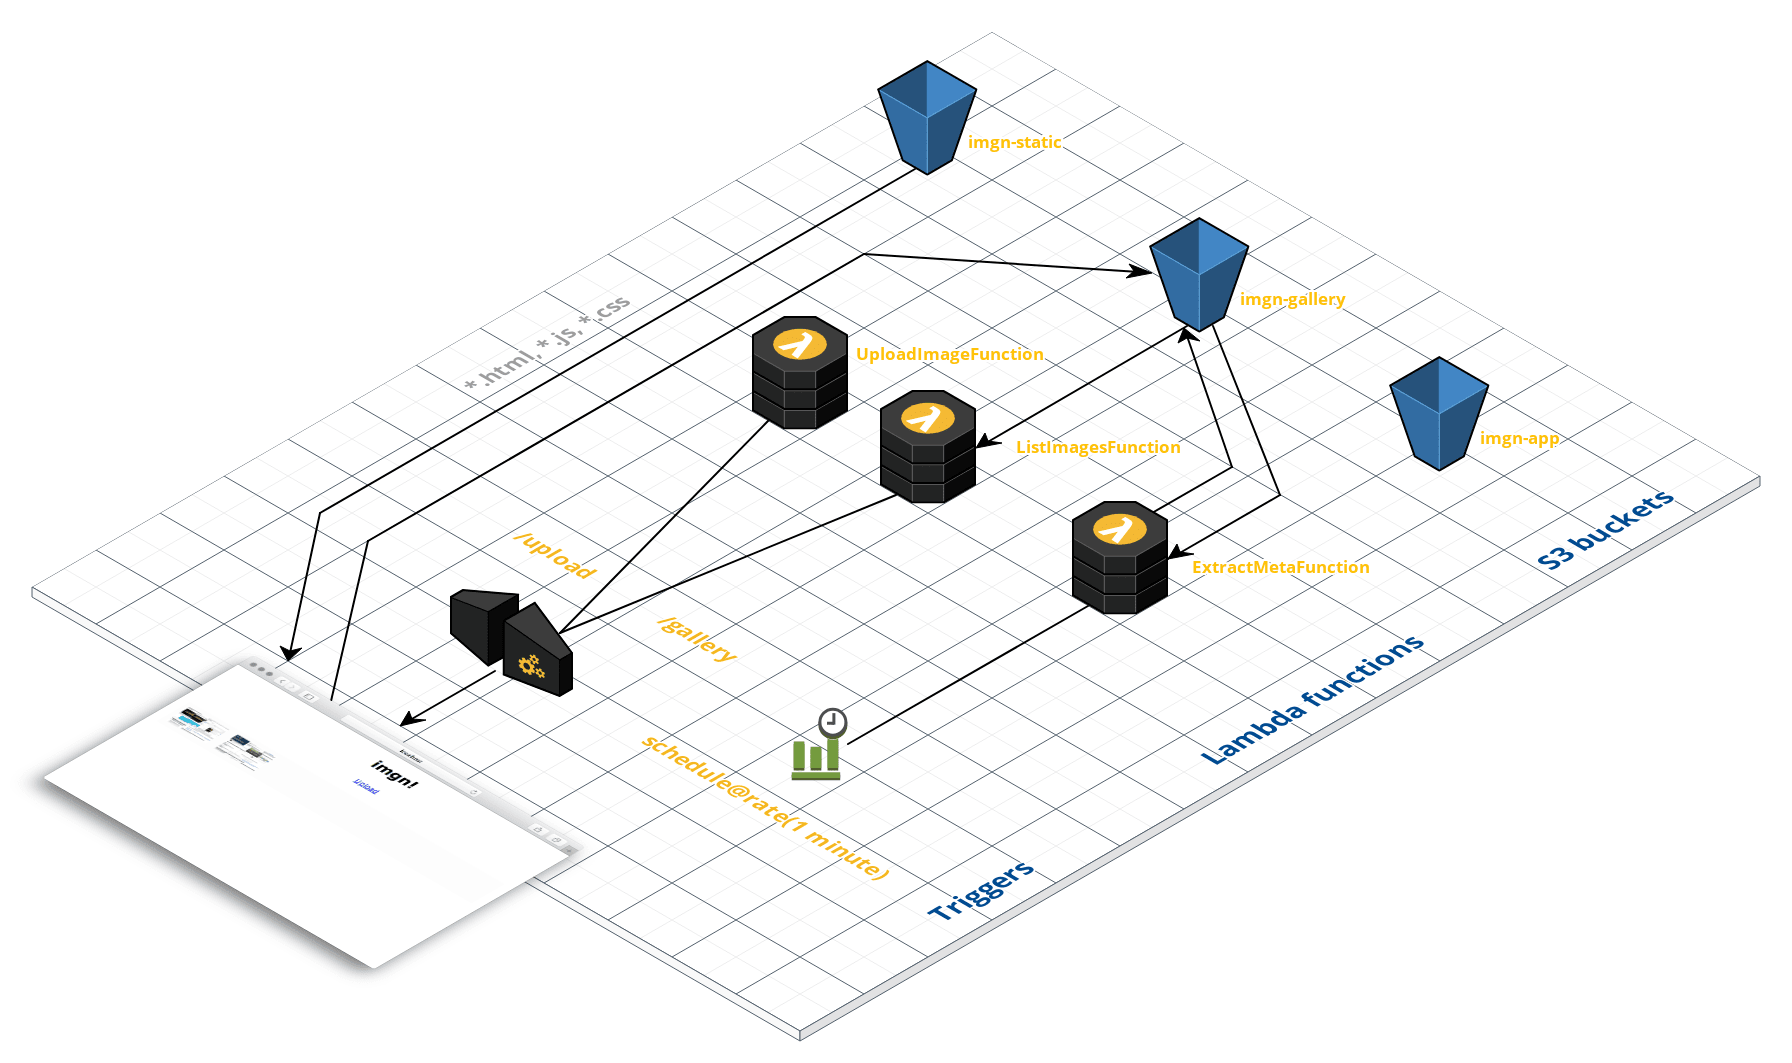 imgn-static
imgn-gallery
*.html,*.js,*.css
UploadImageFunction
imgn-app
ListImagesFunction
S3 buckets
/upload
ExtractMetaFunction
/gallery
Lambda functions
schedule@rate(1 minute)
imgn!
Upload
Triggers